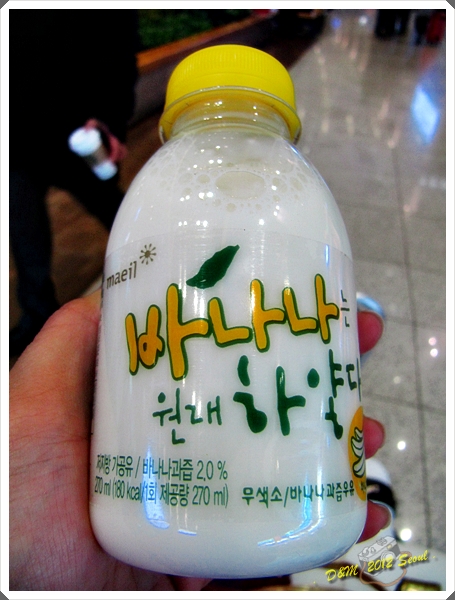 maeil
바나나는
원래 하얗다
저지방 가공유 / 바나나과즙 2.0 %
270 ml (180 kcal/1회 제공량 270 ml)
무색소/바나나과즙우유
D&M 2012 Seoul